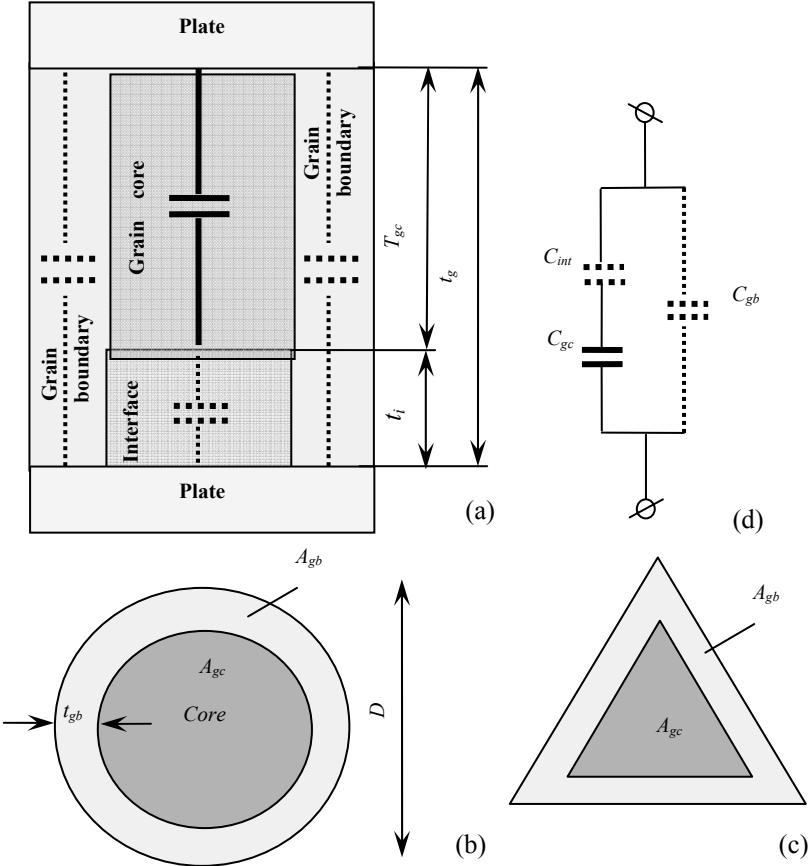 Plate
Grain core
Grain boundary
Grain boundary
Interface
T_gc
t_g
t_i
Plate
(a)
C_int
C_gc
C_gb
(d)
A_gb
A_gc
Core
t_gb
D
(b)
A_gb
A_gc
(c)